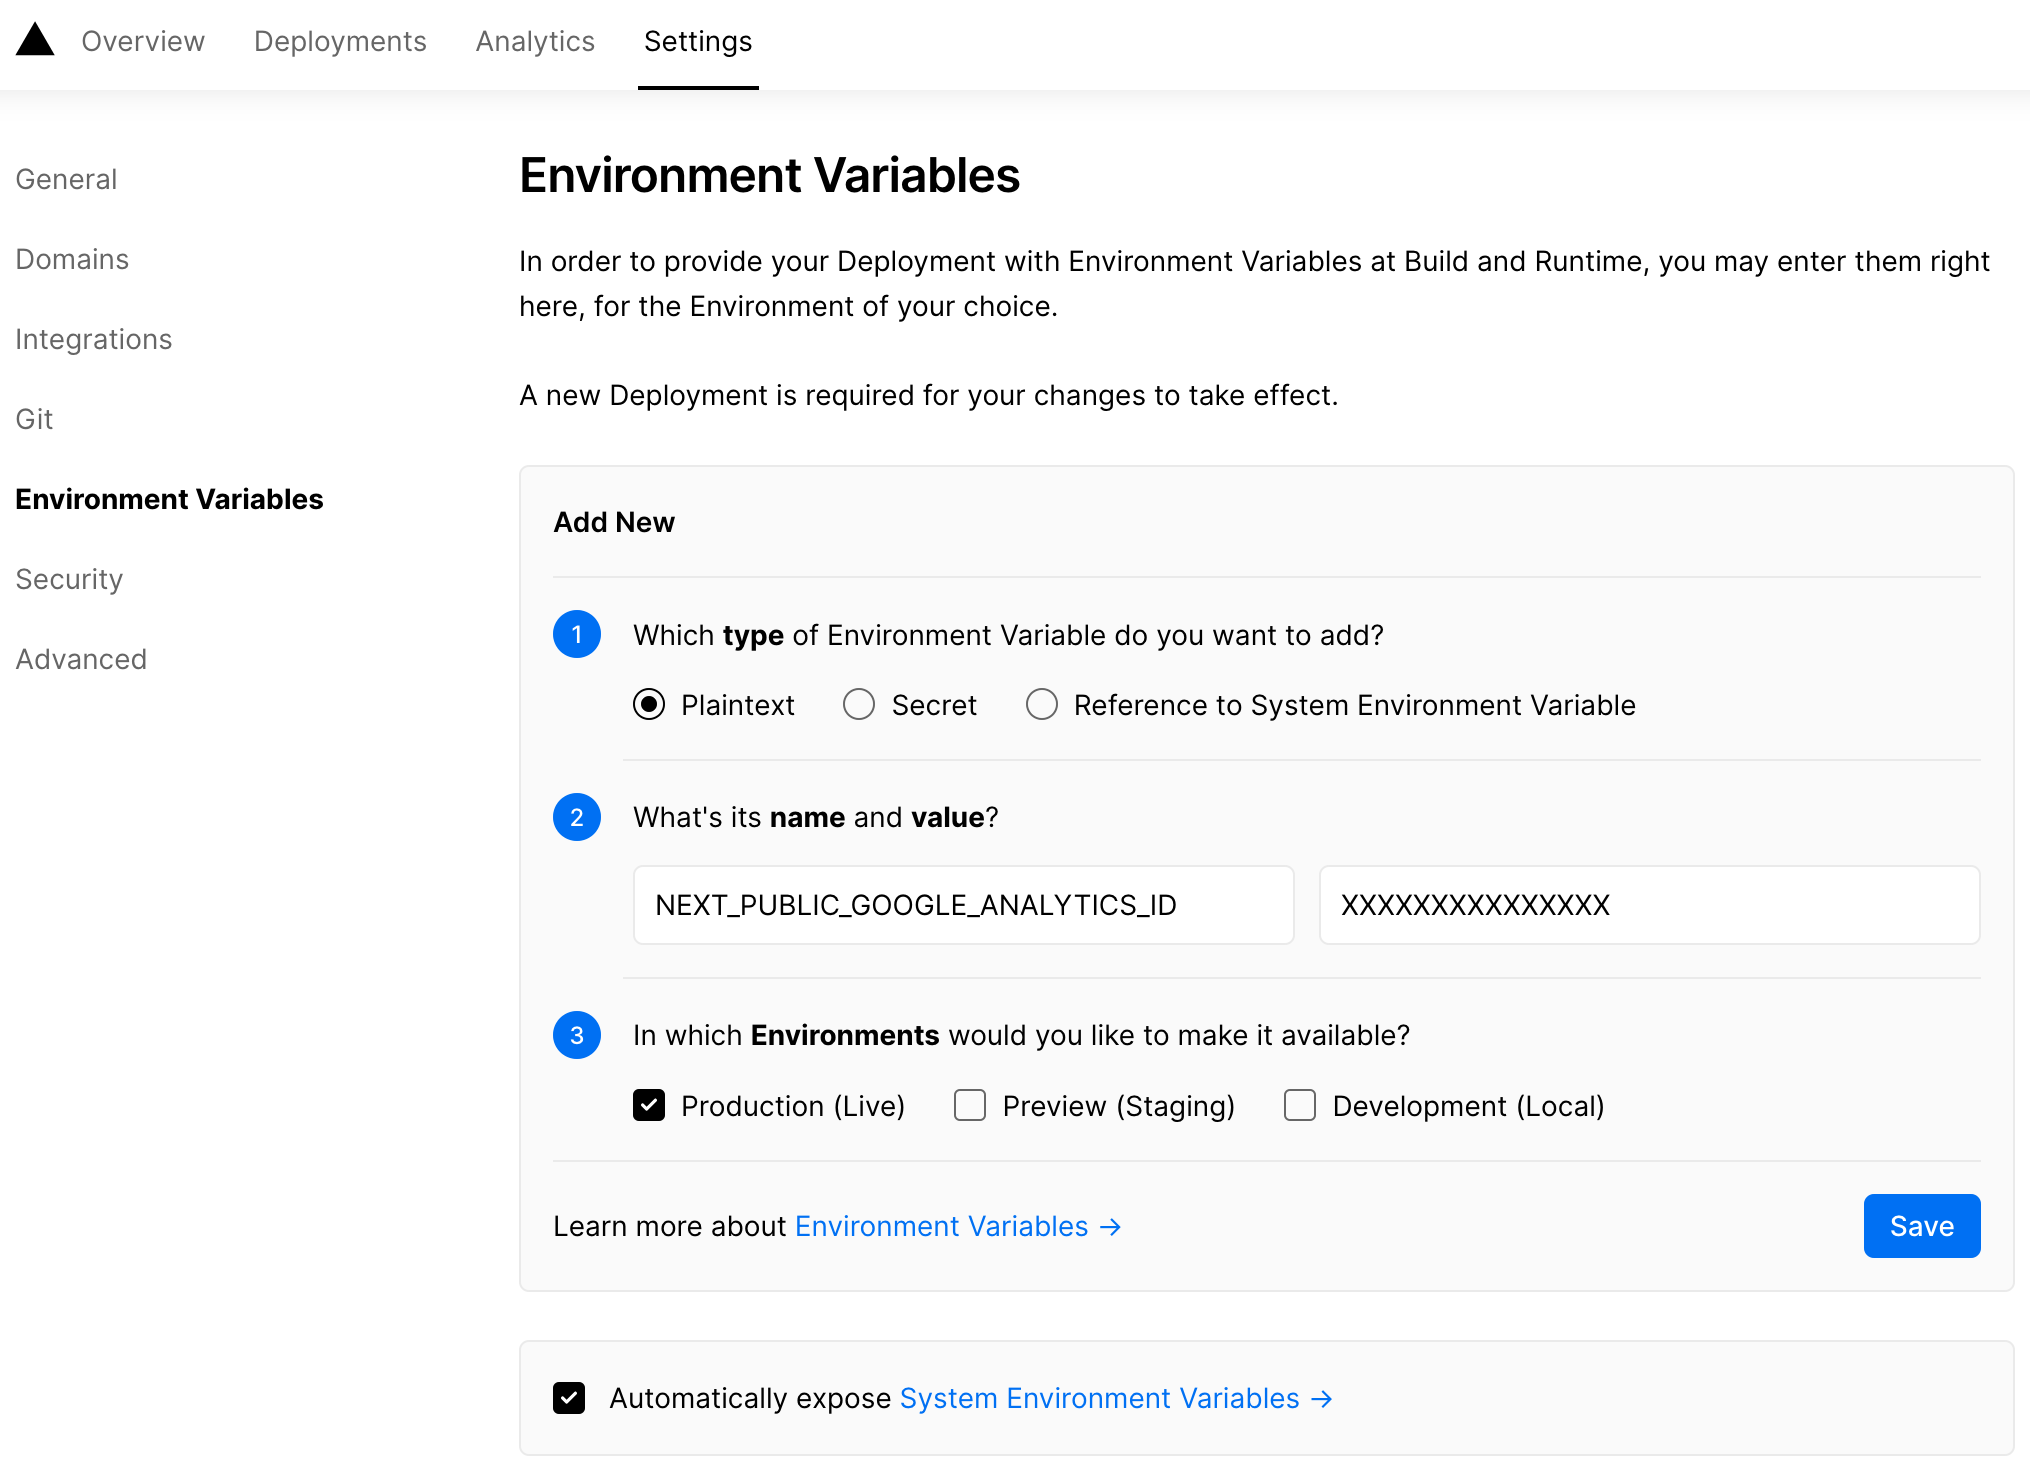 Overview Deployments Analytics Settings
General
Domains
Integrations
Git
Environment Variables
Security
Advanced
Environment Variables
In order to provide your Deployment with Environment Variables at Build and Runtime, you may enter them right
here, for the Environment of your choice.
A new Deployment is required for your changes to take effect.
Add New
1 Which type of Environment Variable do you want to add?
Plaintext Secret Reference to System Environment Variable
2 What's its name and value?
NEXT_PUBLIC_GOOGLE_ANALYTICS_ID XXXXXXXXXXXXXXX
3 In which Environments would you like to make it available?
Production (Live) Preview (Staging) Development (Local)
Learn more about Environment Variables → Save
Automatically expose System Environment Variables →